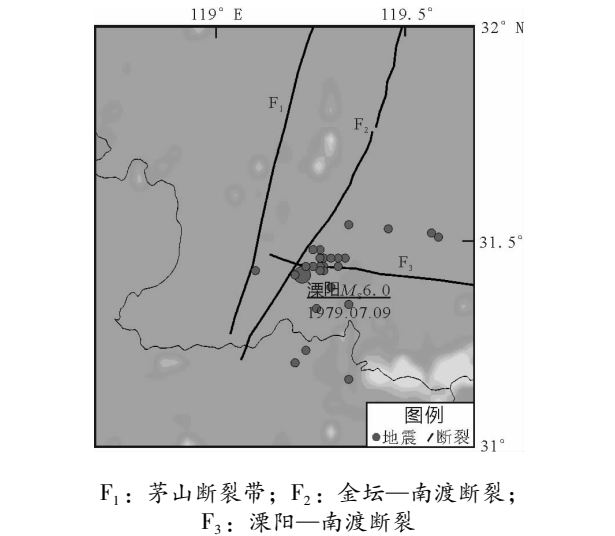 119° E 119.5°
32° N
F₁
F₂
31.5°
F₃
溧阳Mₛ6.0
1979.07.09
图例
地震 断裂
31°
F₁：茅山断裂带；F₂：金坛—南渡断裂；
F₃：溧阳—南渡断裂